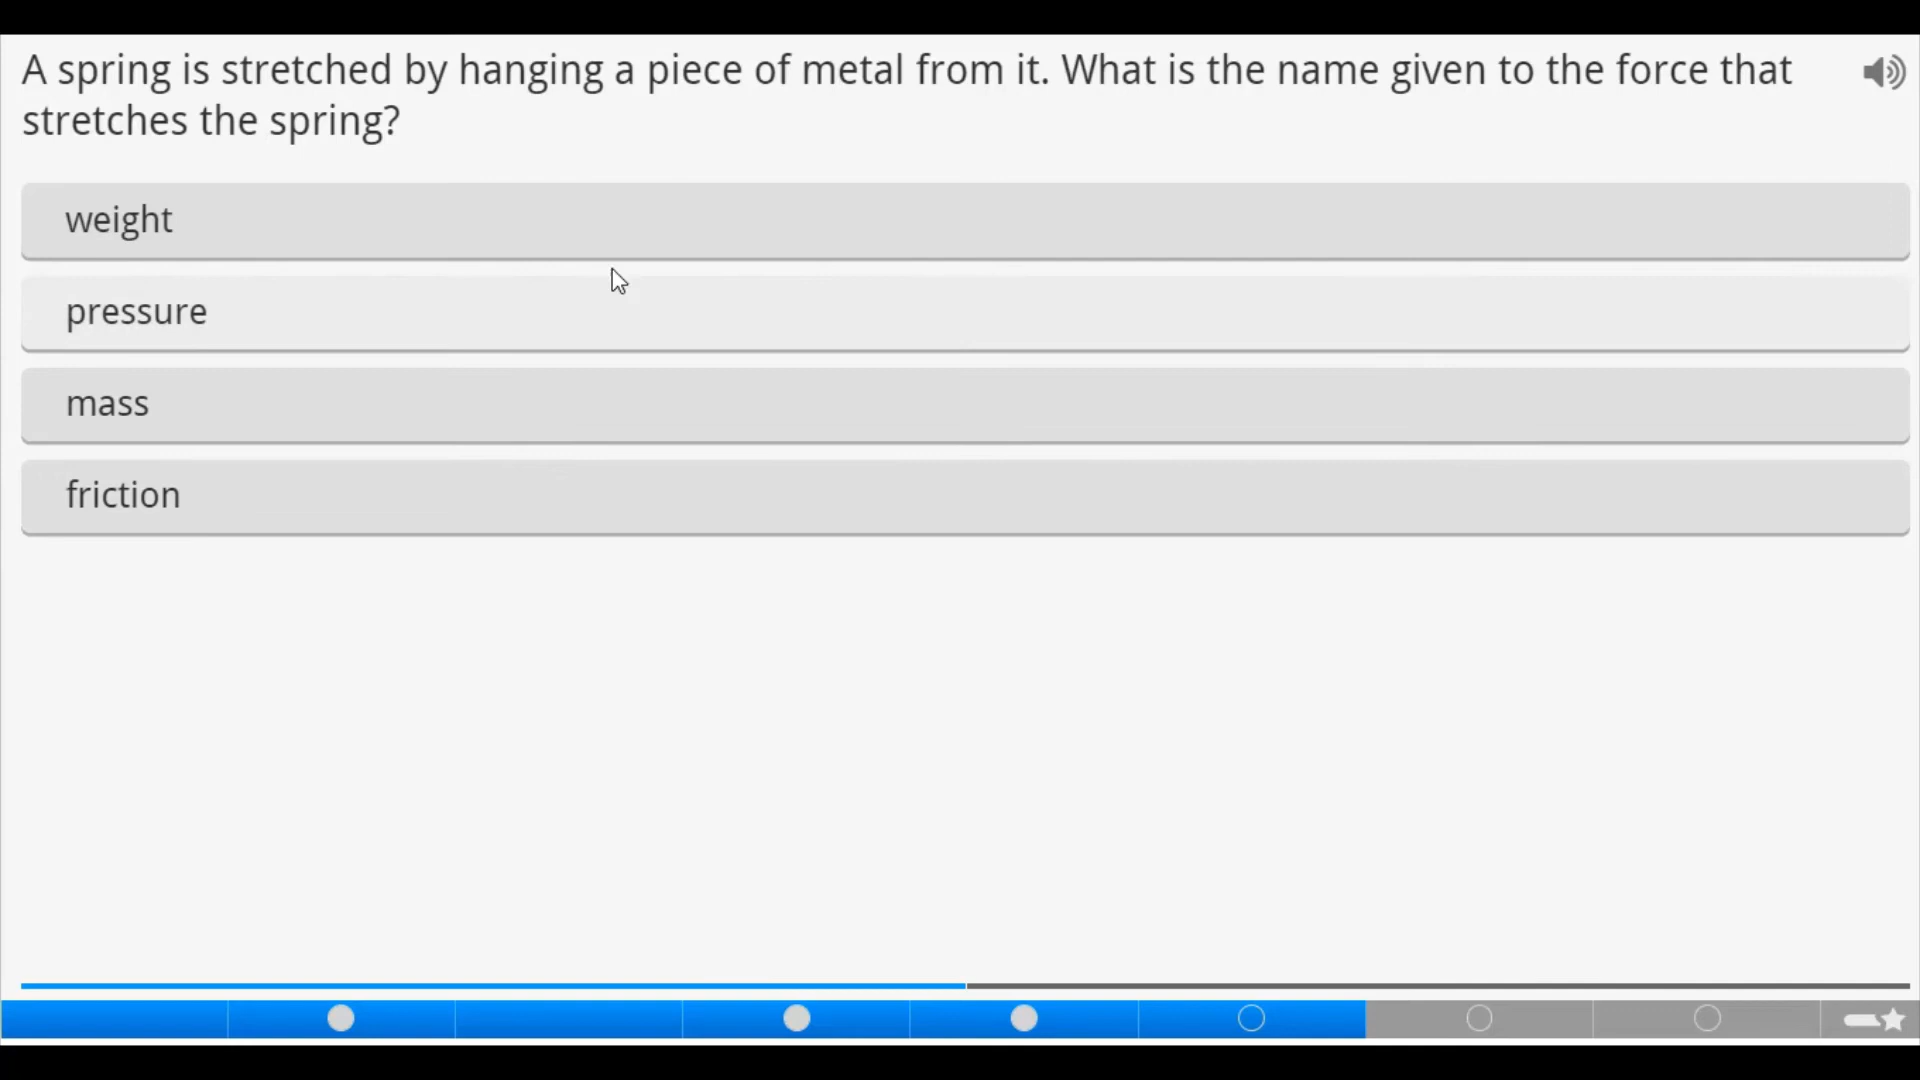 A spring is stretched by hanging a piece of metal from it. What is the name given to the force that
stretches the spring?
weight
pressure
mass
friction